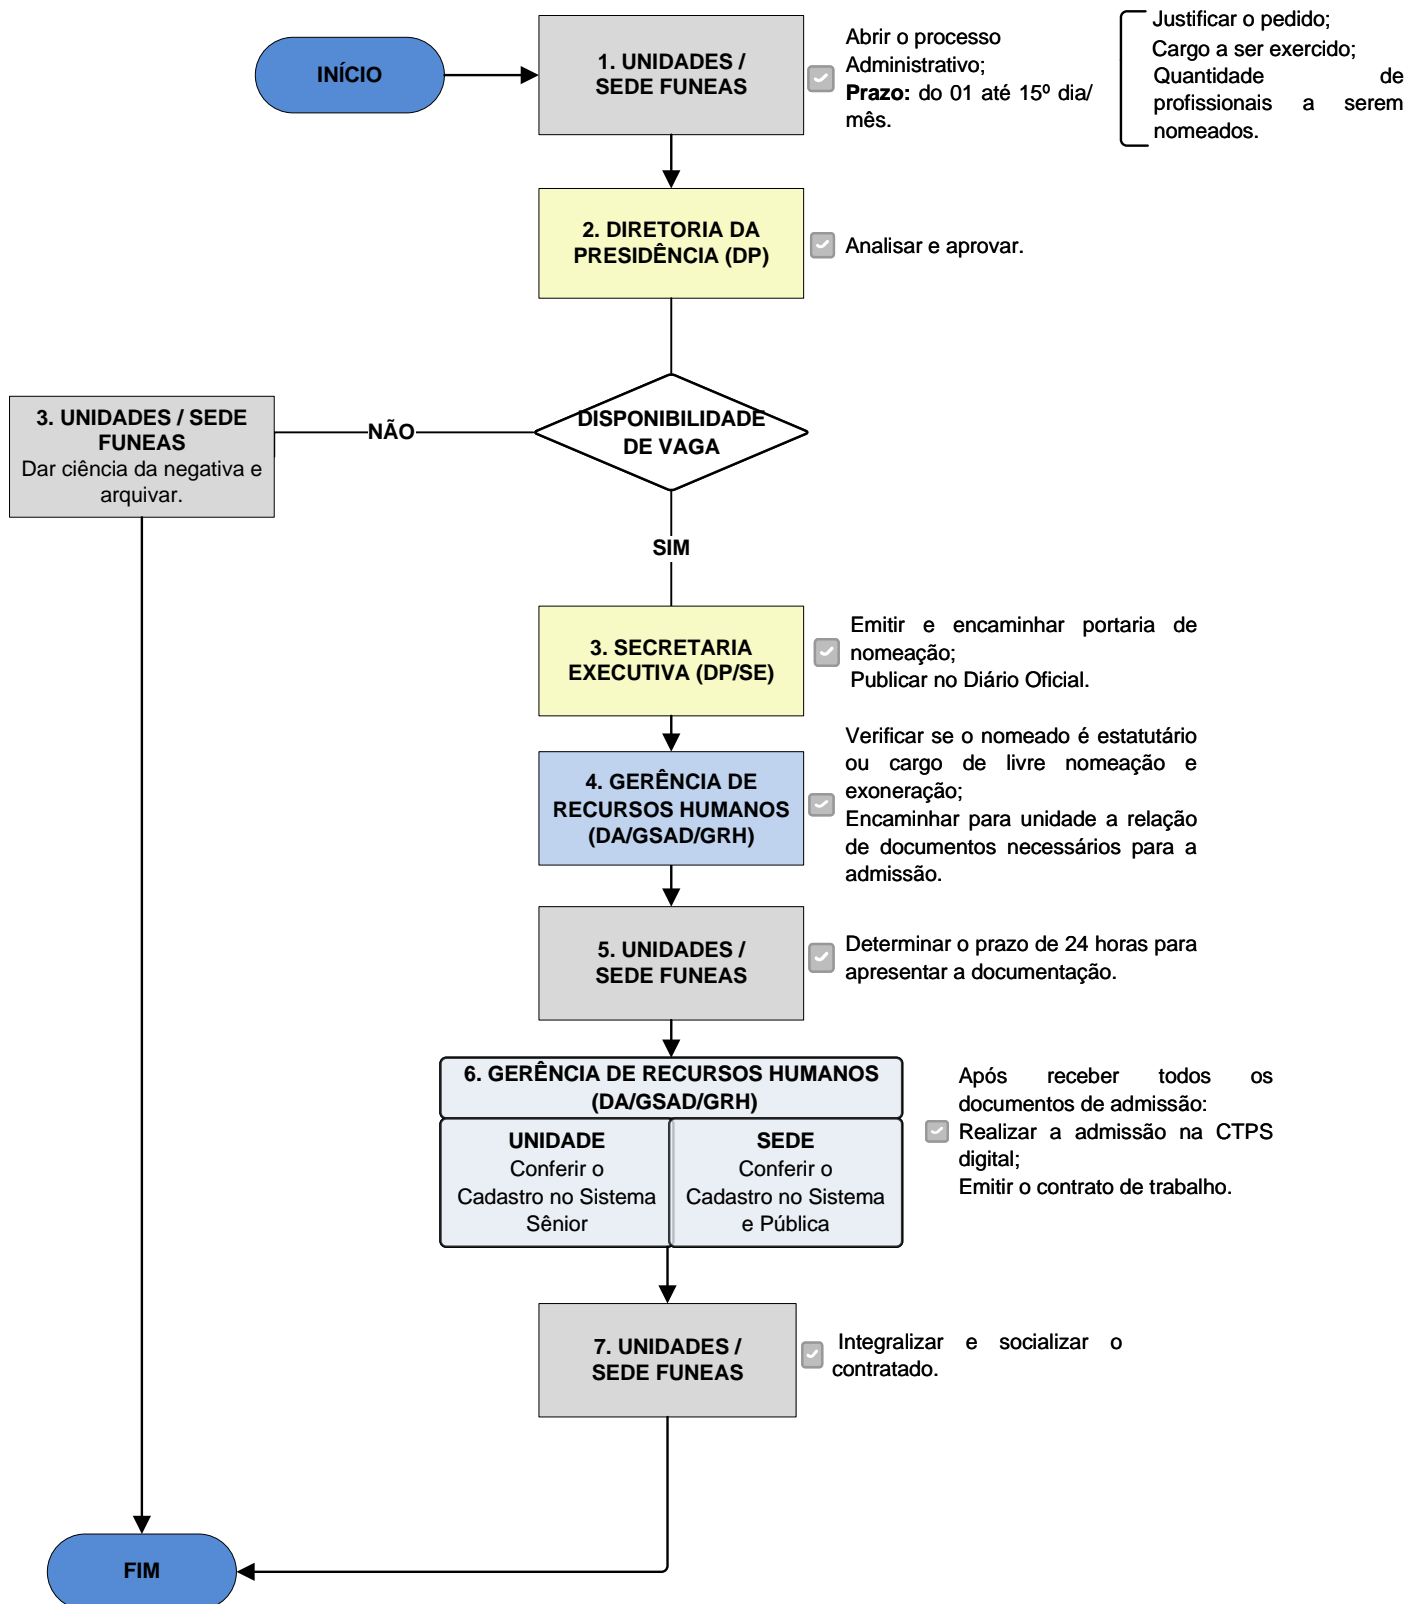 INÍCIO
1. UNIDADES /
SEDE FUNEAS
Abrir o processo
Administrativo;
Prazo: do 01 até 15º dia/
mês.
Justificar o pedido;
Cargo a ser exercido;
Quantidade de
profissionais a serem
nomeados.
2. DIRETORIA DA
PRESIDÊNCIA (DP)
Analisar e aprovar.
DISPONIBILIDADE
DE VAGA
NÃO
3. UNIDADES / SEDE
FUNEAS
Dar ciência da negativa e
arquivar.
SIM
3. SECRETARIA
EXECUTIVA (DP/SE)
Emitir e encaminhar portaria de
nomeação;
Publicar no Diário Oficial.
4. GERÊNCIA DE
RECURSOS HUMANOS
(DA/GSAD/GRH)
Verificar se o nomeado é estatutário
ou cargo de livre nomeação e
exoneração;
Encaminhar para unidade a relação
de documentos necessários para a
admissão.
5. UNIDADES /
SEDE FUNEAS
Determinar o prazo de 24 horas para
apresentar a documentação.
6. GERÊNCIA DE RECURSOS HUMANOS
(DA/GSAD/GRH)
UNIDADE
Conferir o
Cadastro no Sistema
Sênior
SEDE
Conferir o
Cadastro no Sistema
e Pública
Após receber todos os
documentos de admissão:
Realizar a admissão na CTPS
digital;
Emitir o contrato de trabalho.
7. UNIDADES /
SEDE FUNEAS
Integralizar e socializar o
contratado.
FIM